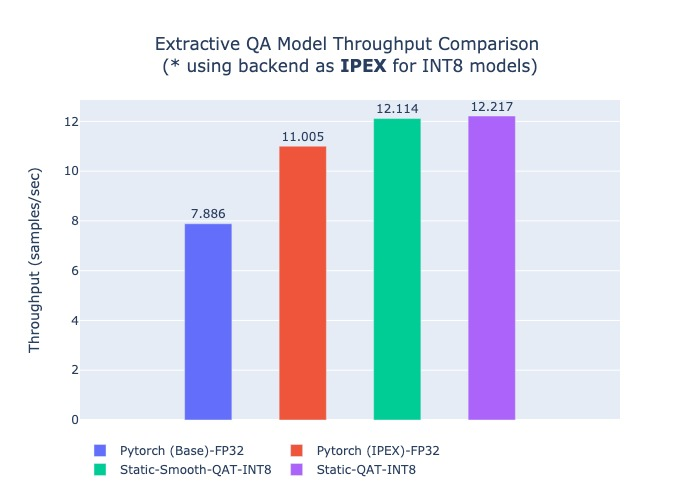 Extractive QA Model Throughput Comparison
(* using backend as IPEX for INT8 models)
Throughput (samples/sec)
12
10
8
6
4
2
0
7.886
11.005
12.114
12.217
Pytorch (Base)-FP32
Pytorch (IPEX)-FP32
Static-Smooth-QAT-INT8
Static-QAT-INT8